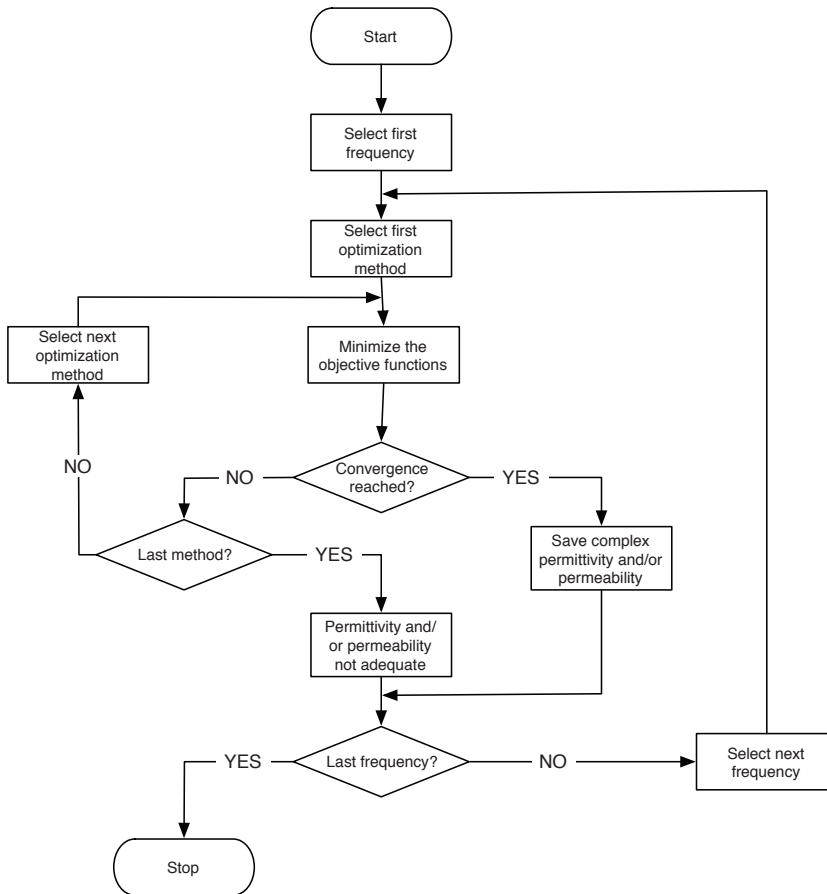 Start
Select first
frequency
Select first
optimization
method
Select next
optimization
method
Minimize the
objective functions
NO
Convergence
reached?
NO
YES
Last method?
YES
Save complex
permittivity and/or
permeability
Permittivity and/
or permeability
not adequate
YES
Last frequency?
NO
Select next
frequency
Stop